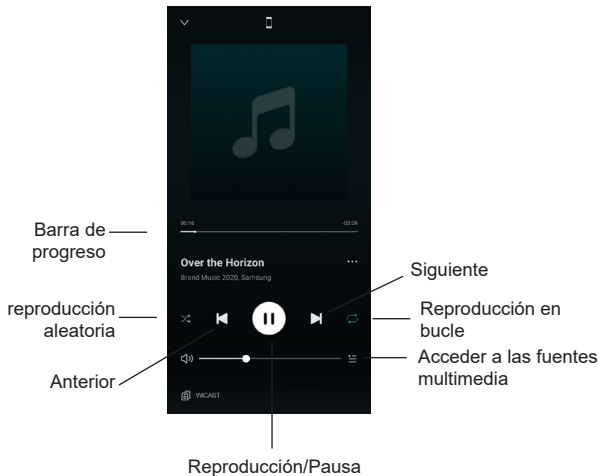 00:16
-03:09
Barra de
progreso
Over the Horizon
Brand Music 2020, Samsung
Siguiente
reproducción
aleatoria
Reproducción en
bucle
Acceder a las fuentes
multimedia
Anterior
WiCAST
Reproducción/Pausa